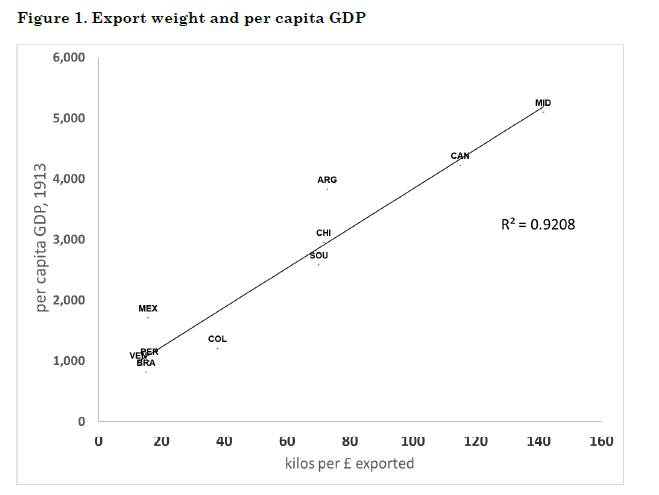 Figure 1. Export weight and per capita GDP
6,000
5,000
4,000
3,000
2,000
1,000
0
per capita GDP, 1913
MID
CAN
ARG
R² = 0.9208
CHI
SOU
MEX
COL
PER
VEN
BRA
0 20 40 60 80 100 120 140 160
kilos per £ exported